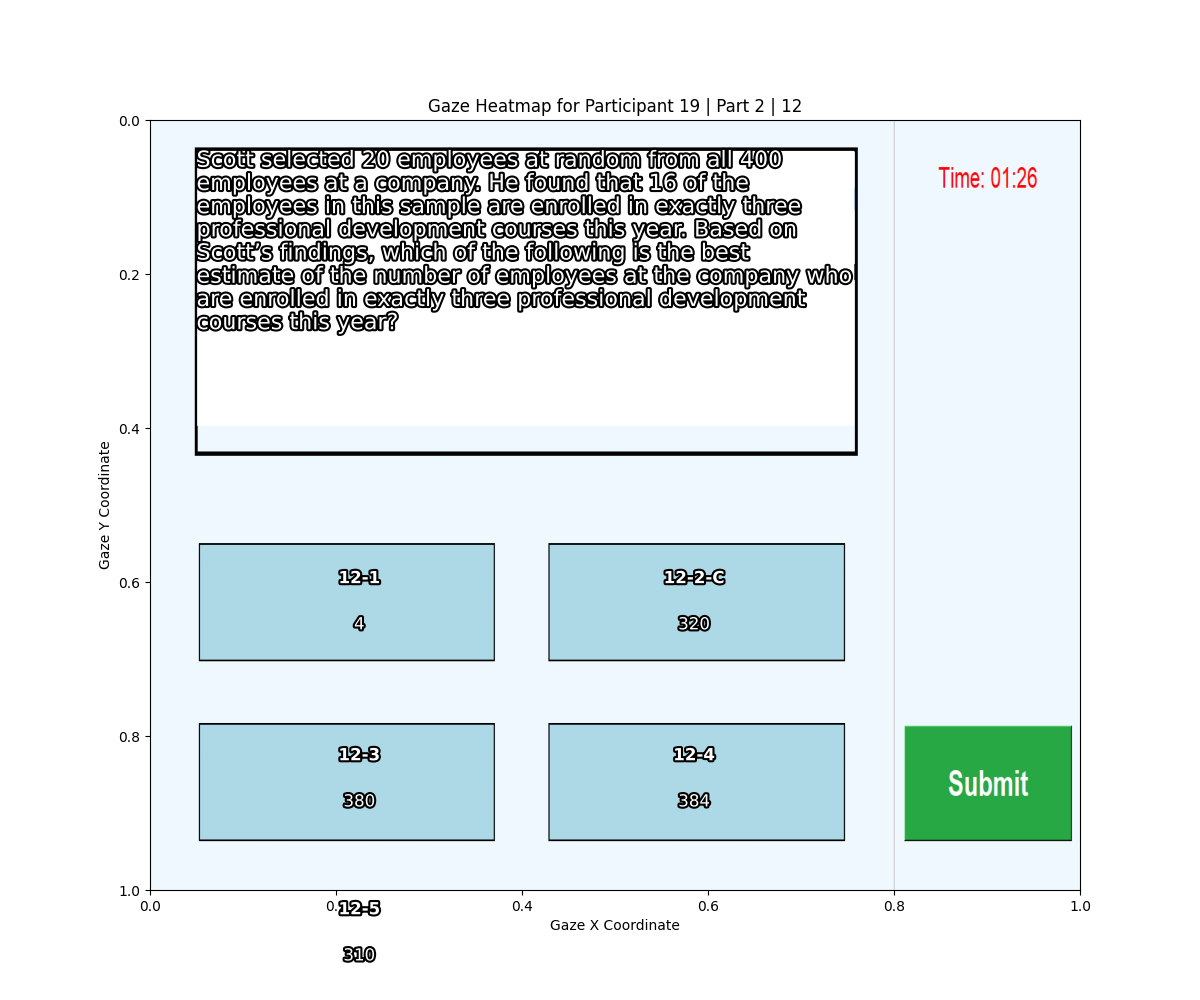 Gaze Heatmap for Participant 19 | Part 2 | 12
Scott selected 20 employees at random from all 400
employees at a company. He found that 16 of the
employees in this sample are enrolled in exactly three
professional development courses this year. Based on
Scott’s findings, which of the following is the best
estimate of the number of employees at the company who
are enrolled in exactly three professional development
courses this year?
Time: 01:26
12-1
4
12-2-C
320
12-3
380
12-4
384
Submit
12-5
310
0.0
0.2
0.4
0.6
0.8
1.0
Gaze Y Coordinate
0.0
0.4
0.6
0.8
1.0
Gaze X Coordinate